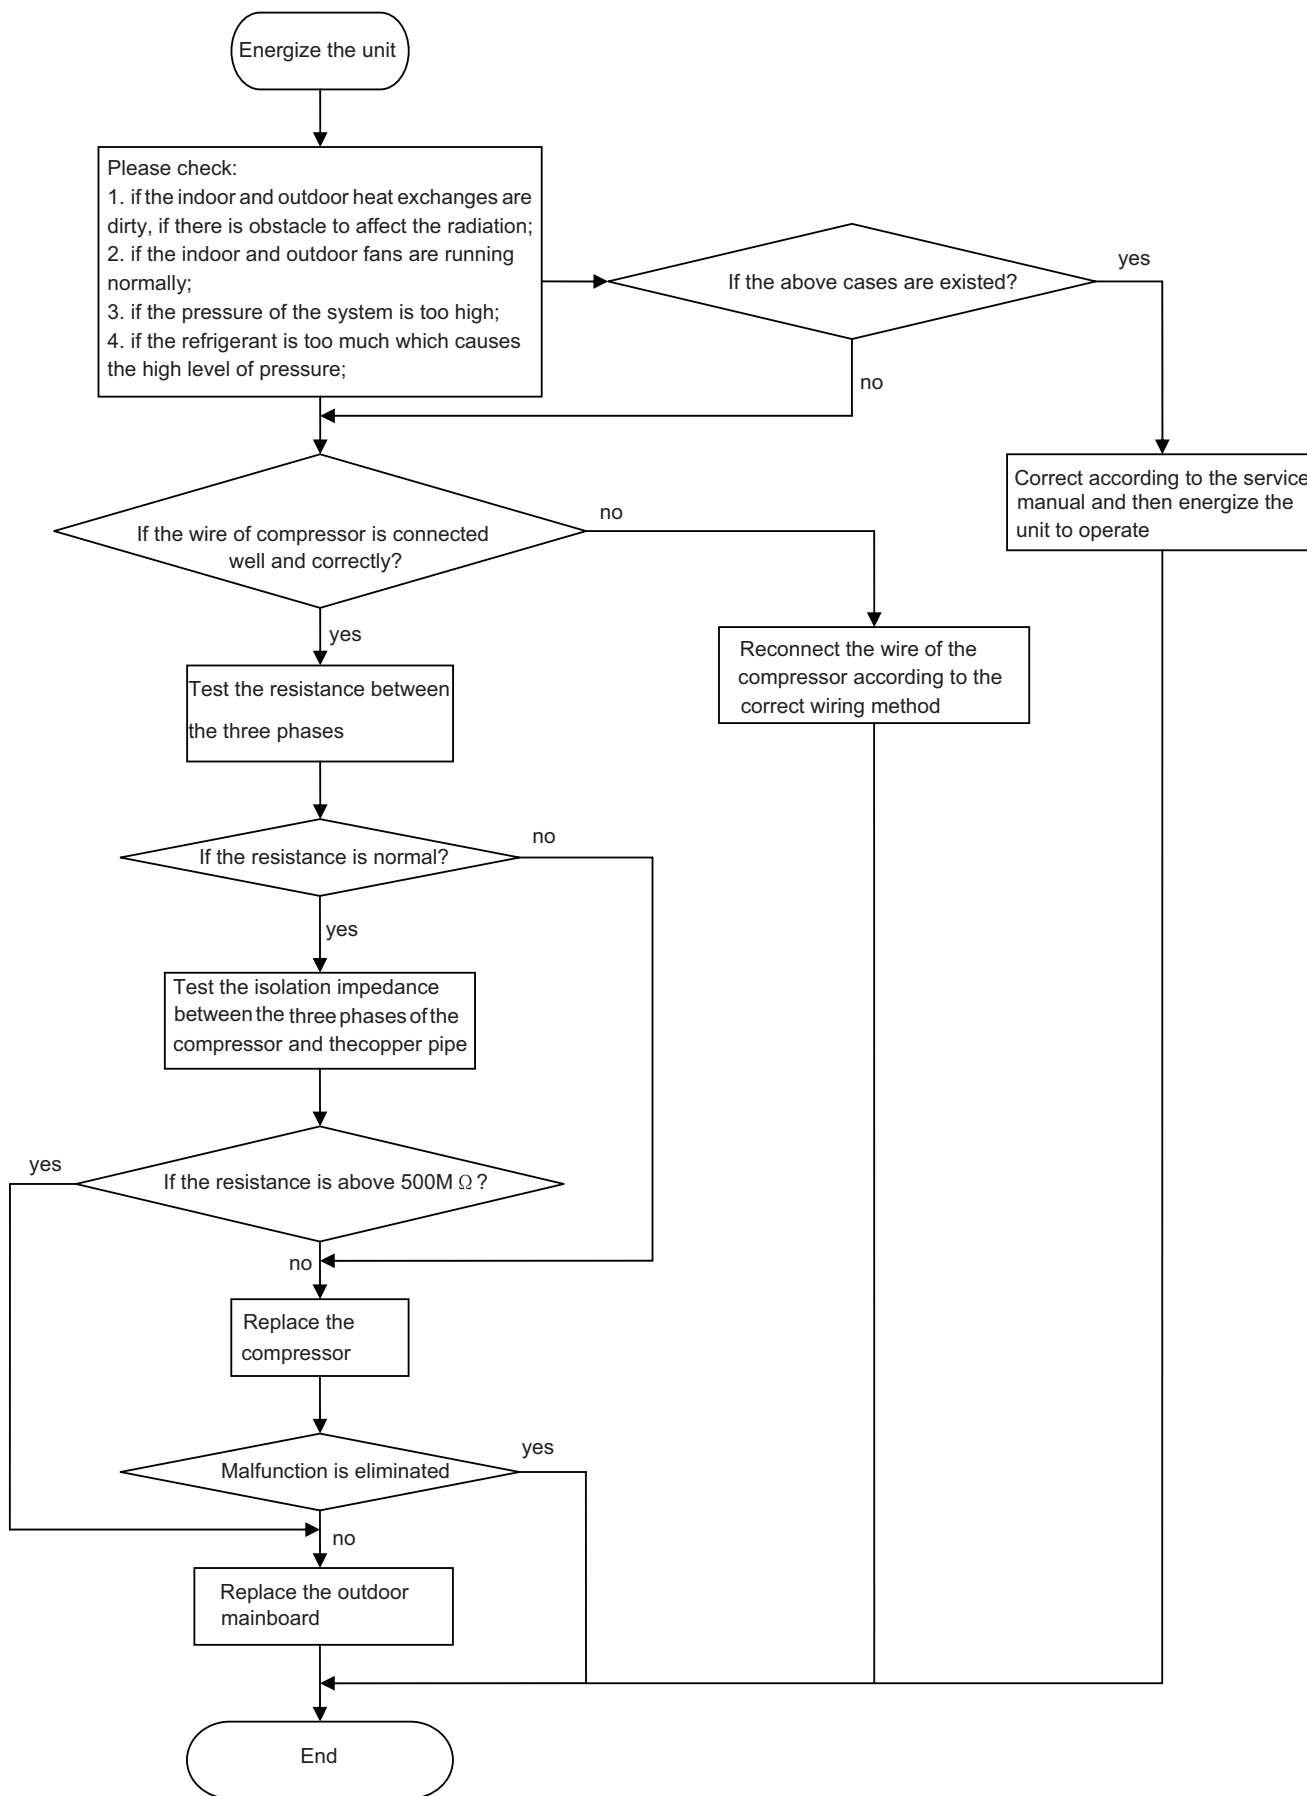 Energize the unit
Please check:
1. if the indoor and outdoor heat exchanges are
dirty, if there is obstacle to affect the radiation;
2. if the indoor and outdoor fans are running
normally;
3. if the pressure of the system is too high;
4. if the refrigerant is too much which causes
the high level of pressure;
If the above cases are existed?
yes
no
Correct according to the service
manual and then energize the
unit to operate
If the wire of compressor is connected
well and correctly?
no
yes
Reconnect the wire of the
compressor according to the
correct wiring method
Test the resistance between
the three phases
If the resistance is normal?
no
yes
Test the isolation impedance
between the three phases of the
compressor and thecopper pipe
If the resistance is above 500M Ω ?
yes
no
Replace the
compressor
Malfunction is eliminated
yes
no
Replace the outdoor
mainboard
End